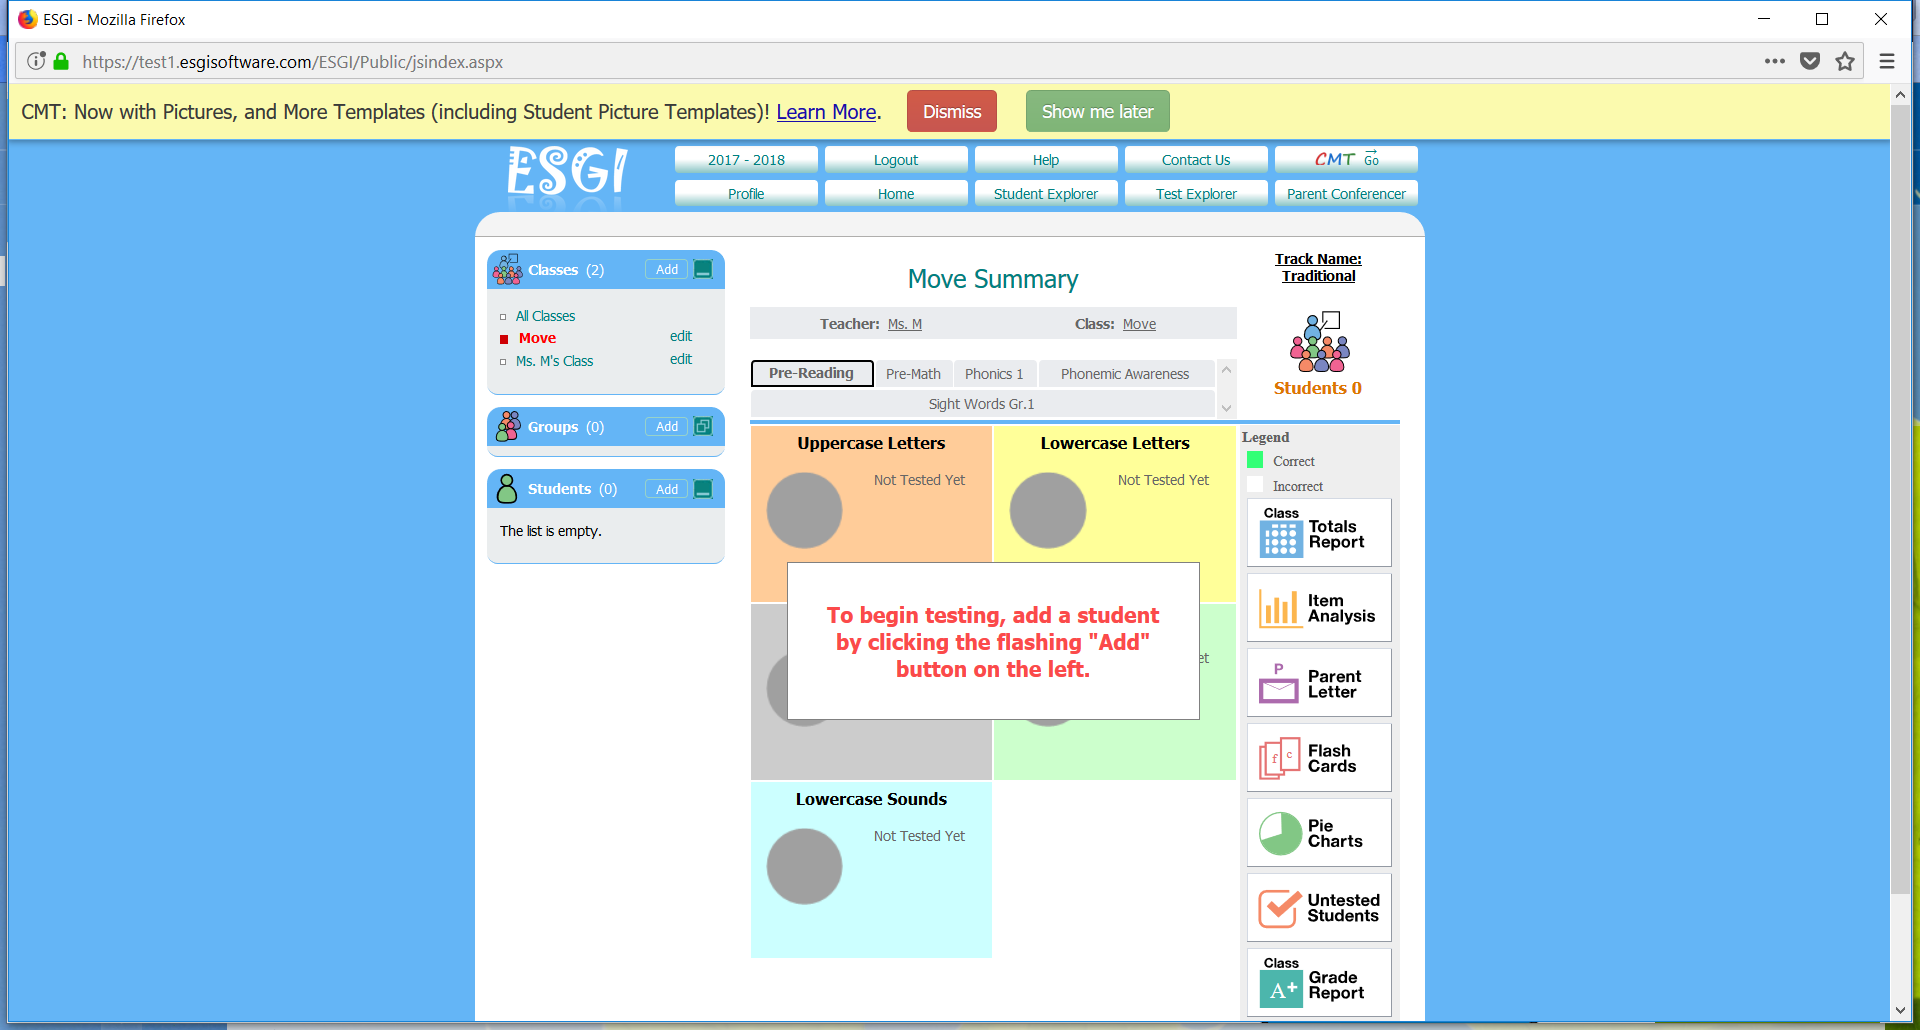 ESGI - Mozilla Firefox
https://test1.esgisoftware.com/ESGI/Public/jsindex.aspx
CMT: Now with Pictures, and More Templates (including Student Picture Templates)! Learn More. Dismiss Show me later
ESGI
2017 - 2018 Logout Help Contact Us CMT Go
Profile Home Student Explorer Test Explorer Parent Conferencer
Classes (2) Add
All Classes
Move edit
Ms. M's Class edit
Groups (0) Add
Students (0) Add
The list is empty.
Move Summary
Teacher: Ms. M Class: Move
Track Name:
Traditional
Students 0
Pre-Reading Pre-Math Phonics 1 Phonemic Awareness
Sight Words Gr.1
Uppercase Letters
Not Tested Yet
Lowercase Letters
Not Tested Yet
To begin testing, add a student
by clicking the flashing "Add"
button on the left.
et
Lowercase Sounds
Not Tested Yet
Legend
Correct
Incorrect
Class
Totals
Report
Item
Analysis
P
Parent
Letter
f c
Flash
Cards
Pie
Charts
Untested
Students
Class
A+
Grade
Report